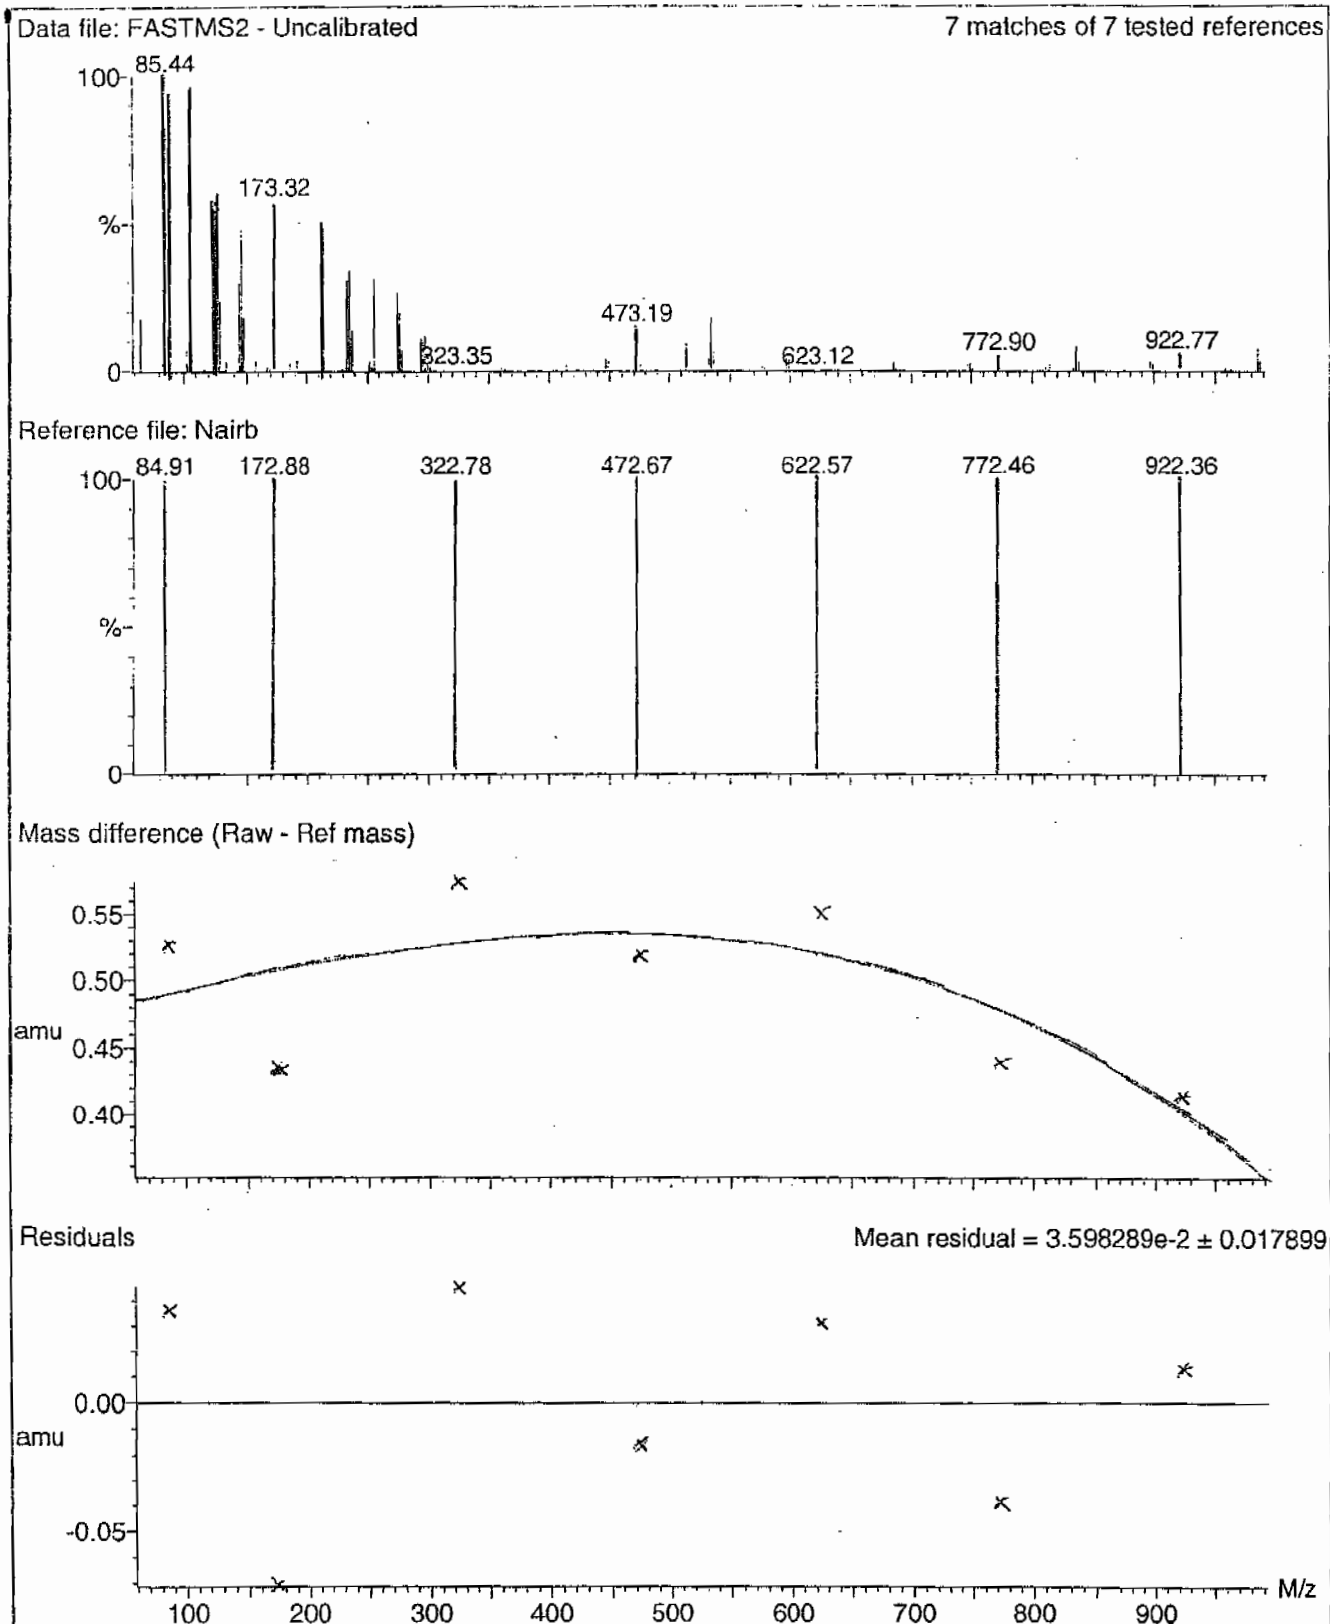 Data file: FASTMS2 - Uncalibrated 7 matches of 7 tested references
100 85.44
173.32
%
473.19
772.90 922.77
323.35 623.12
0
Reference file: Nairb
100 84.91 172.88 322.78 472.67 622.57 772.46 922.36
%
0
Mass difference (Raw - Ref mass)
0.55
0.50
amu
0.45
0.40
Residuals Mean residual = 3.598289e-2 ± 0.017899
0.00
amu
-0.05
M/z
100 200 300 400 500 600 700 800 900